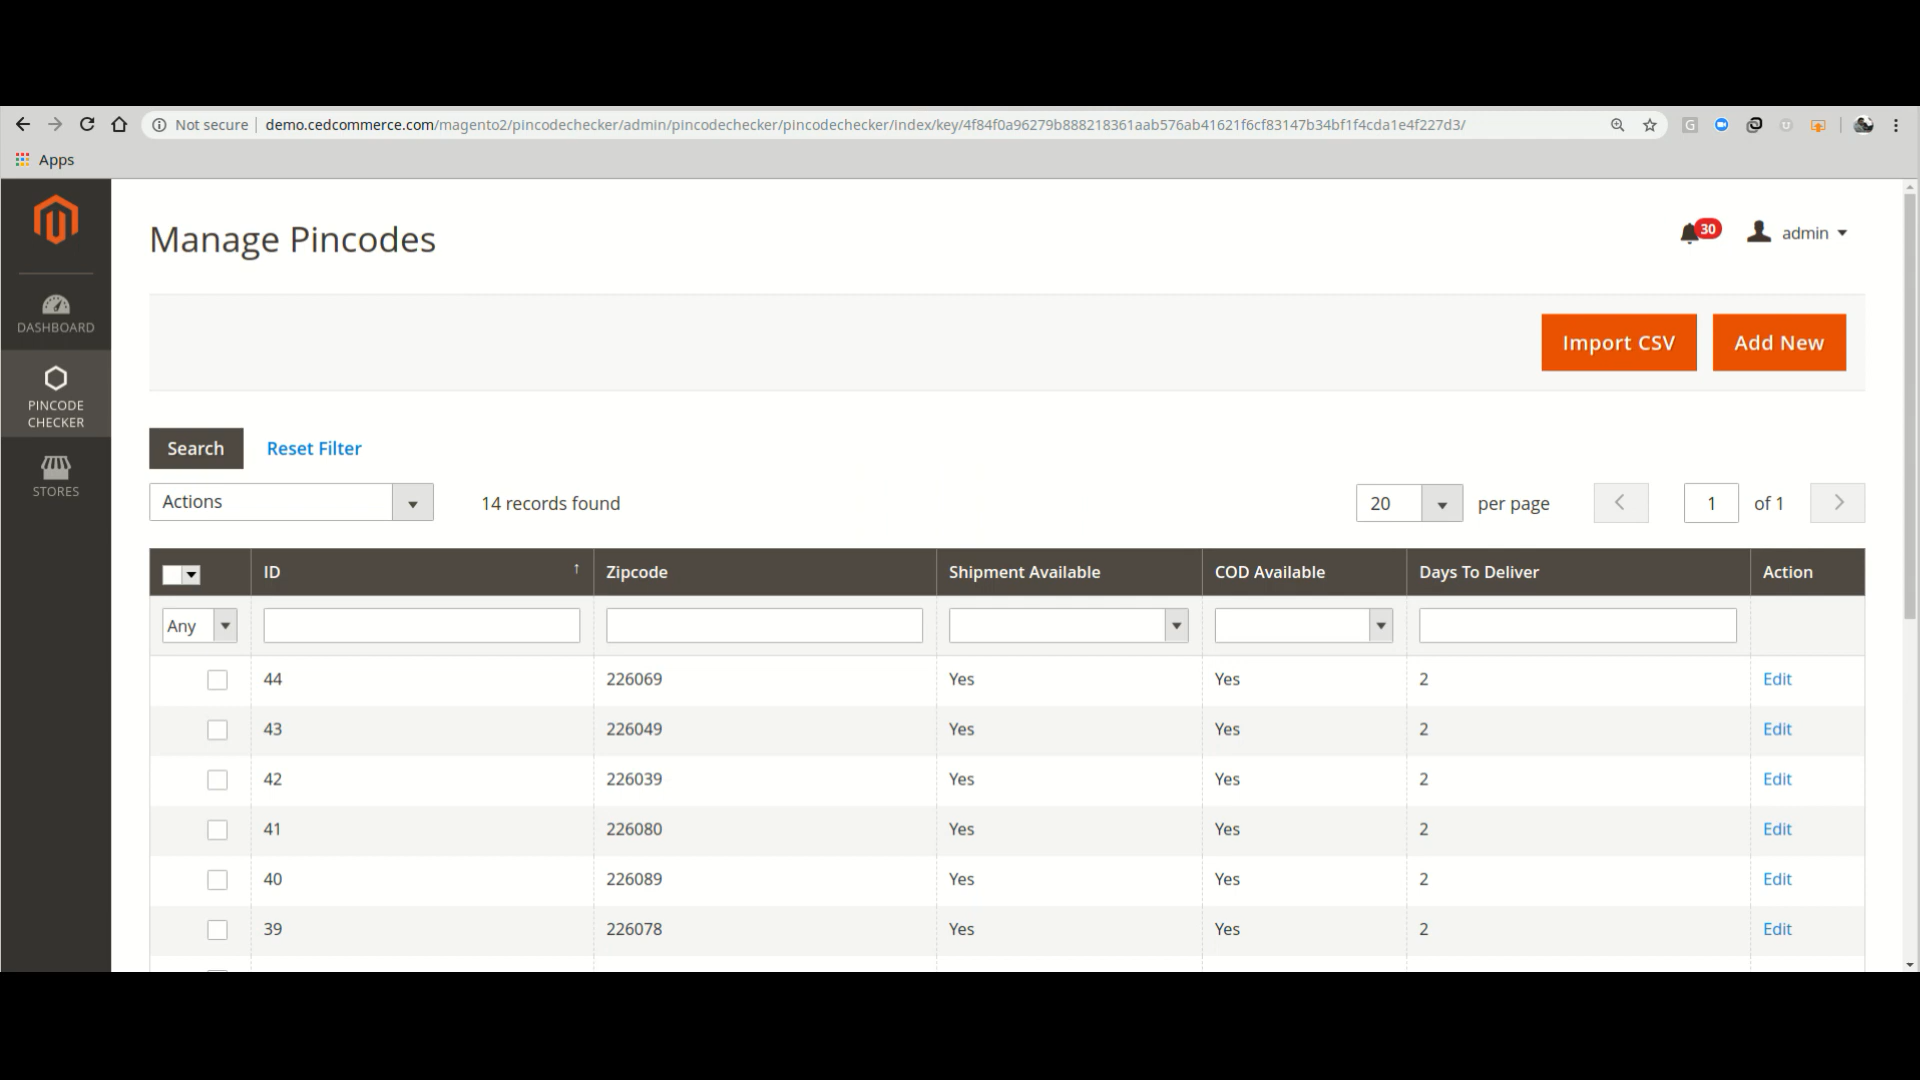 Not secure | demo.cedcommerce.com/magento2/pincodechecker/admin/pincodechecker/pincodechecker/index/key/4f84f0a96279b888218361aab576ab41621f6cf83147b34bf1f4cda1e4f227d3/
Apps
Manage Pincodes
30
admin
DASHBOARD
Import CSV
Add New
PINCODE
CHECKER
Search
Reset Filter
STORES
Actions
14 records found
20
per page
1
of 1
ID ↑ Zipcode Shipment Available COD Available Days To Deliver Action
Any
44 226069 Yes Yes 2 Edit
43 226049 Yes Yes 2 Edit
42 226039 Yes Yes 2 Edit
41 226080 Yes Yes 2 Edit
40 226089 Yes Yes 2 Edit
39 226078 Yes Yes 2 Edit